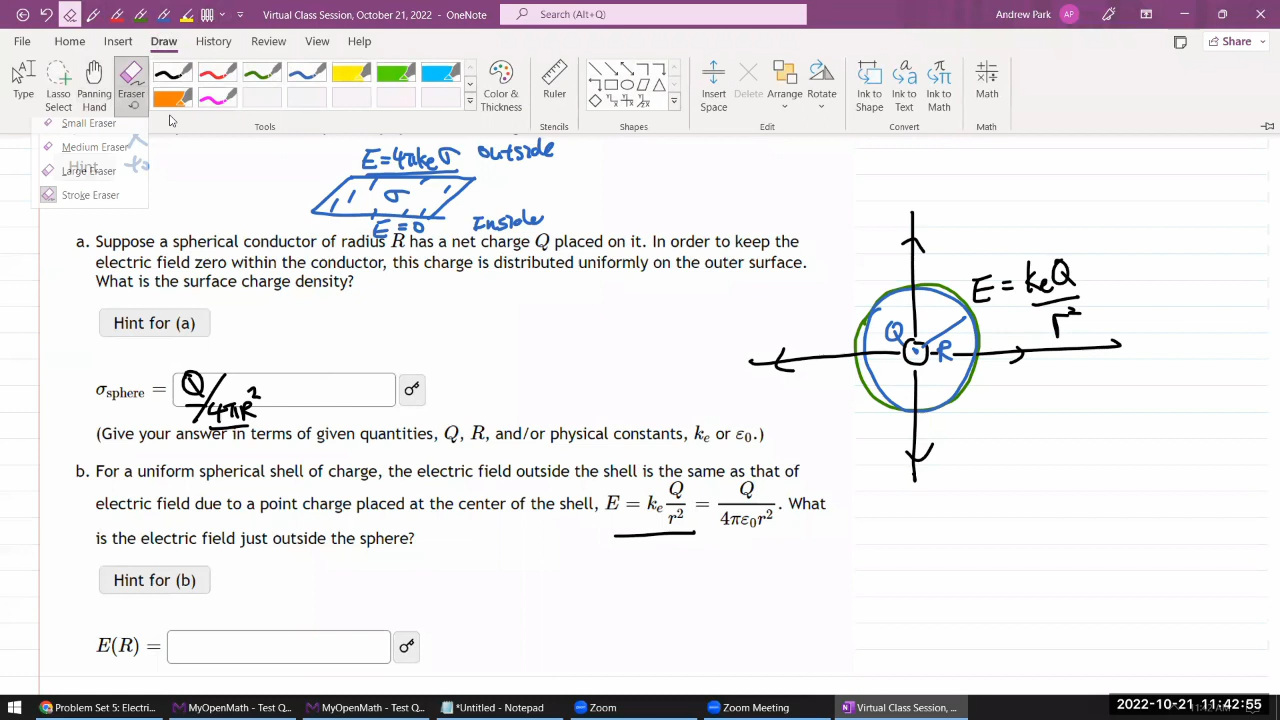 Virtual Class Session, October 21, 2022 - OneNote
Search (Alt+Q)
Andrew Park
AP
File Home Insert Draw History Review View Help
Share
Type
Lasso Select
Panning Hand
Eraser
Color & Thickness
Ruler
Insert Space
Arrange
Rotate
Ink to Shape
Ink to Text
Ink to Math
Math
Tools
Stencils
Shapes
Edit
Convert
Math
Small Eraser
Medium Eraser
Large Eraser
Stroke Eraser
Hint
E=4πkeσ outside
σ
E=0 Inside
a. Suppose a spherical conductor of radius R has a net charge Q placed on it. In order to keep the
electric field zero within the conductor, this charge is distributed uniformly on the outer surface.
What is the surface charge density?
Hint for (a)
σsphere = Q/4πR²
(Give your answer in terms of given quantities, Q, R, and/or physical constants, ke or ε0.)
b. For a uniform spherical shell of charge, the electric field outside the shell is the same as that of
electric field due to a point charge placed at the center of the shell, E = ke Q/r² = Q/4πε0r². What
is the electric field just outside the sphere?
Hint for (b)
E(R) =
E = keQ/r²
Q
R
Problem Set 5: Electri...
MyOpenMath - Test Q...
MyOpenMath - Test Q...
*Untitled - Notepad
Zoom
Zoom Meeting
Virtual Class Session, ...
2022-10-21 11:42:55